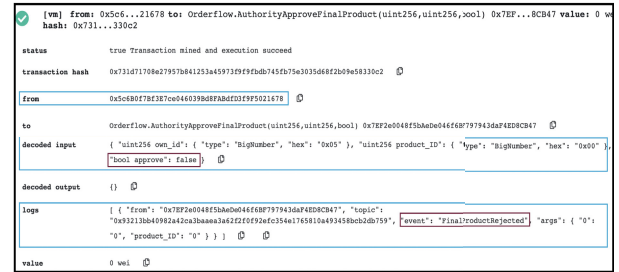 [vm] from: 0x5c6...21678 to: Orderflow.AuthorityApproveFinalProduct(uint256,uint256,bool) 0x7EF...8CB47 value: 0 we
hash: 0x731...330c2
status true Transaction mined and execution succeed
transaction hash 0x731d71708e27957b841253a45973f9f9fbdb745fb75e3035d68f2b09e58330c2
from 0x5c6B0f7Bf3E7ce046039Bd8FABdfD3f9F5021678
to Orderflow.AuthorityApproveFinalProduct(uint256,uint256,bool) 0x7EF2e0048f5bAeDe046f6BF797943daF4ED8CB47
decoded input { "uint256 own_id": { "type": "BigNumber", "hex": "0x05" }, "uint256 product_ID": { "type": "BigNumber", "hex": "0x00" },
"bool approve": false }
decoded output {}
logs [ { "from": "0x7EF2e0048f5bAeDe046f6BF797943daF4ED8CB47", "topic":
"0x93213bb40982a42ca3baaea3a62f2f0f92efc354e1765810a493458bcb2db759", "event": "FinalProductRejected", "args": { "0":
"0", "product_ID": "0" } } ]
value 0 wei